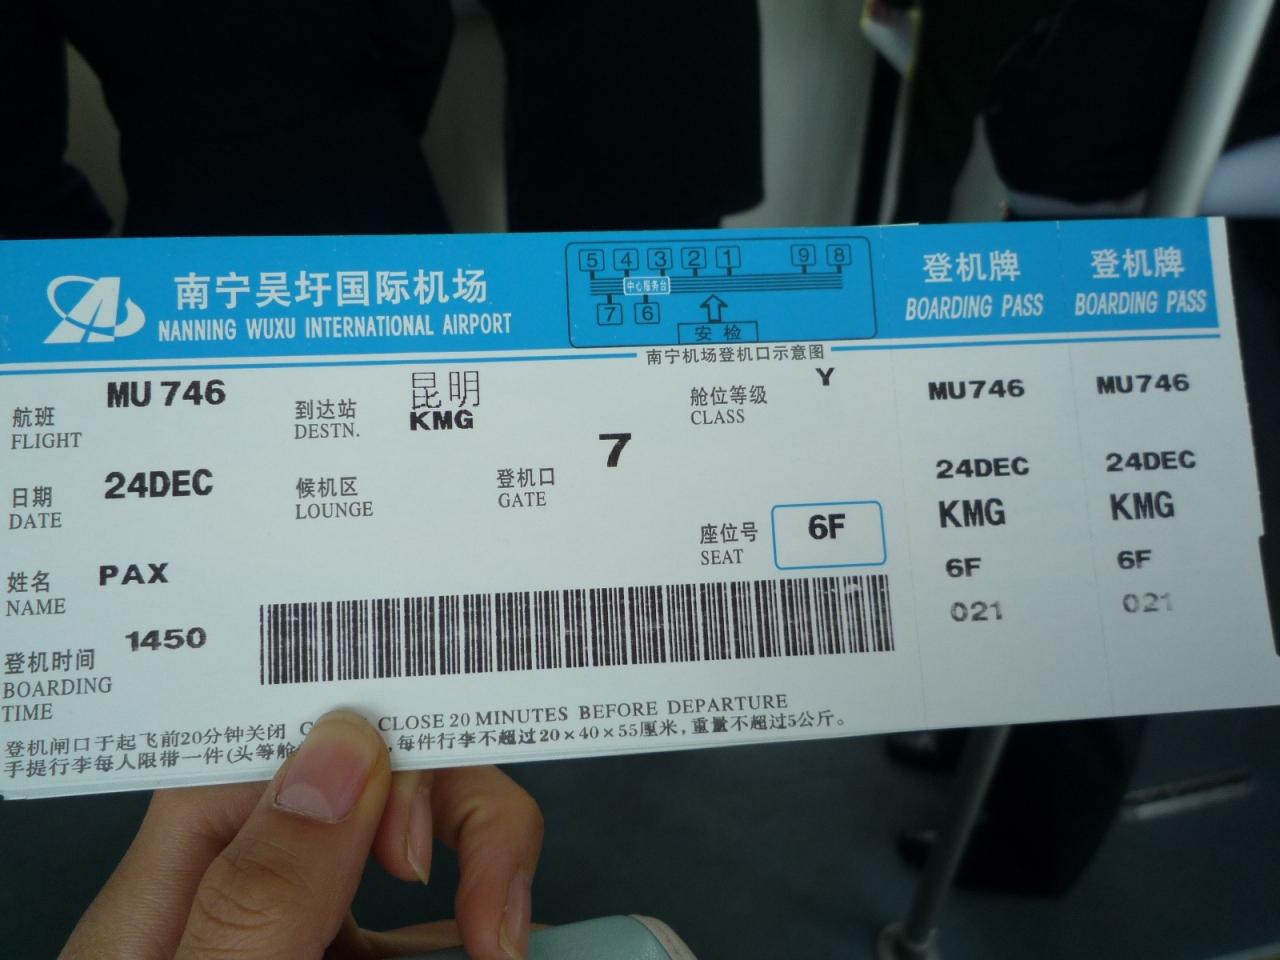 南宁吴圩国际机场
NANNING WUXU INTERNATIONAL AIRPORT
5 4 3 2 1 9 8
中心服务台
7 6
安 检
南宁机场登机口示意图
登机牌
BOARDING PASS
登机牌
BOARDING PASS
航班 MU 746
FLIGHT
到达站 昆明
DESTN. KMG
舱位等级 Y
CLASS
日期 24DEC
DATE
候机区
LOUNGE
登机口 7
GATE
座位号 6F
SEAT
姓名 PAX
NAME
登机时间 1450
BOARDING
TIME
登机闸口于起飞前20分钟关闭 CLOSE 20 MINUTES BEFORE DEPARTURE
手提行李每人限带一件(头等舱 ,每件行李不超过20×40×55厘米,重量不超过5公斤。
MU746
24DEC
KMG
6F
021
MU746
24DEC
KMG
6F
021